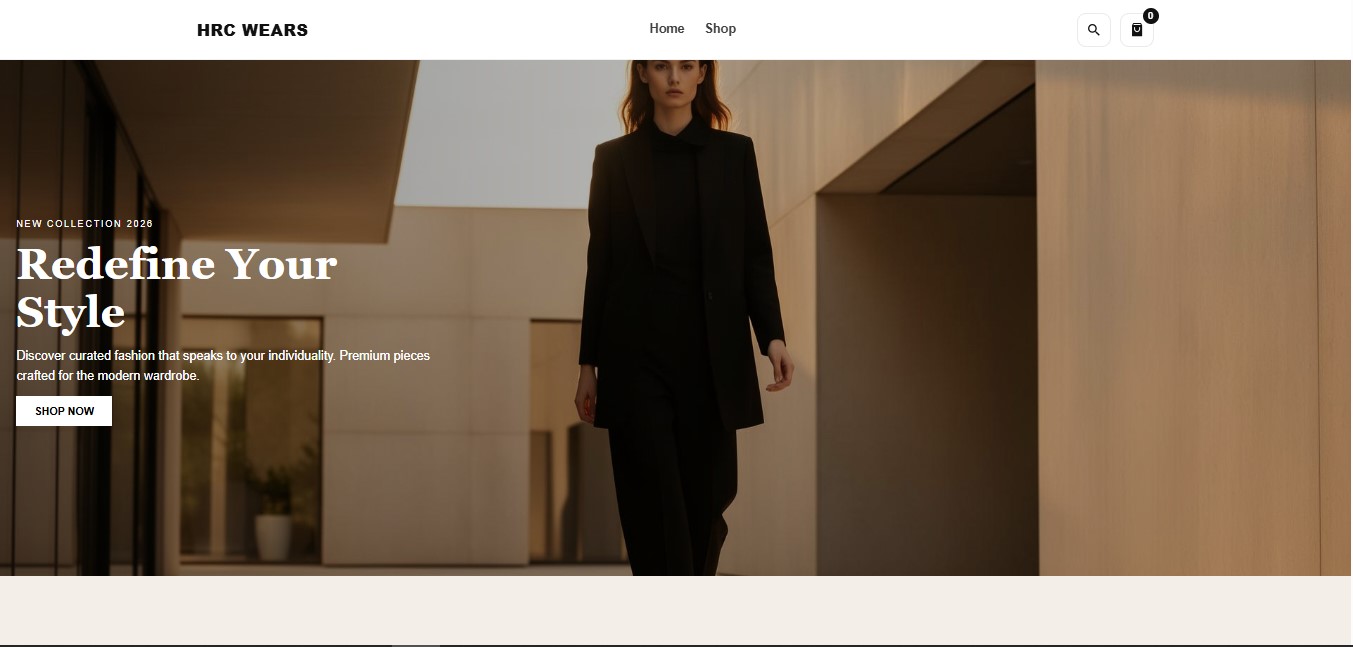 HRC WEARS
Home
Shop
0
NEW COLLECTION 2026
Redefine Your
Style
Discover curated fashion that speaks to your individuality. Premium pieces
crafted for the modern wardrobe.
SHOP NOW